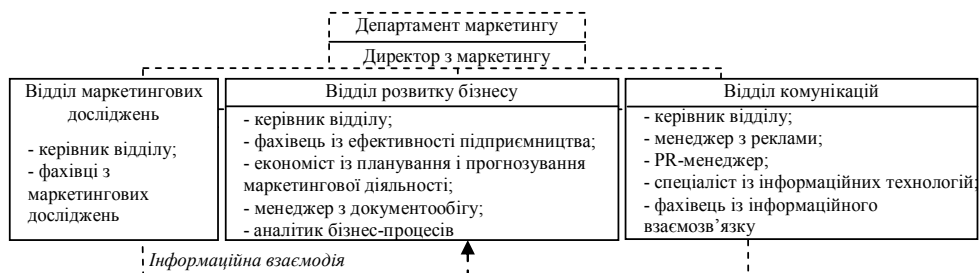 Департамент маркетингу
Директор з маркетингу
Відділ маркетингових
досліджень
- керівник відділу;
- фахівці з
маркетингових
досліджень
Відділ розвитку бізнесу
- керівник відділу;
- фахівець із ефективності підприємництва;
- економіст із планування і прогнозування
маркетингової діяльності;
- менеджер з документообігу;
- аналітик бізнес-процесів
Відділ комунікацій
- керівник відділу;
- менеджер з реклами;
- PR-менеджер;
- спеціаліст із інформаційних технологій;
- фахівець із інформаційного
взаємозв’язку
Інформаційна взаємодія